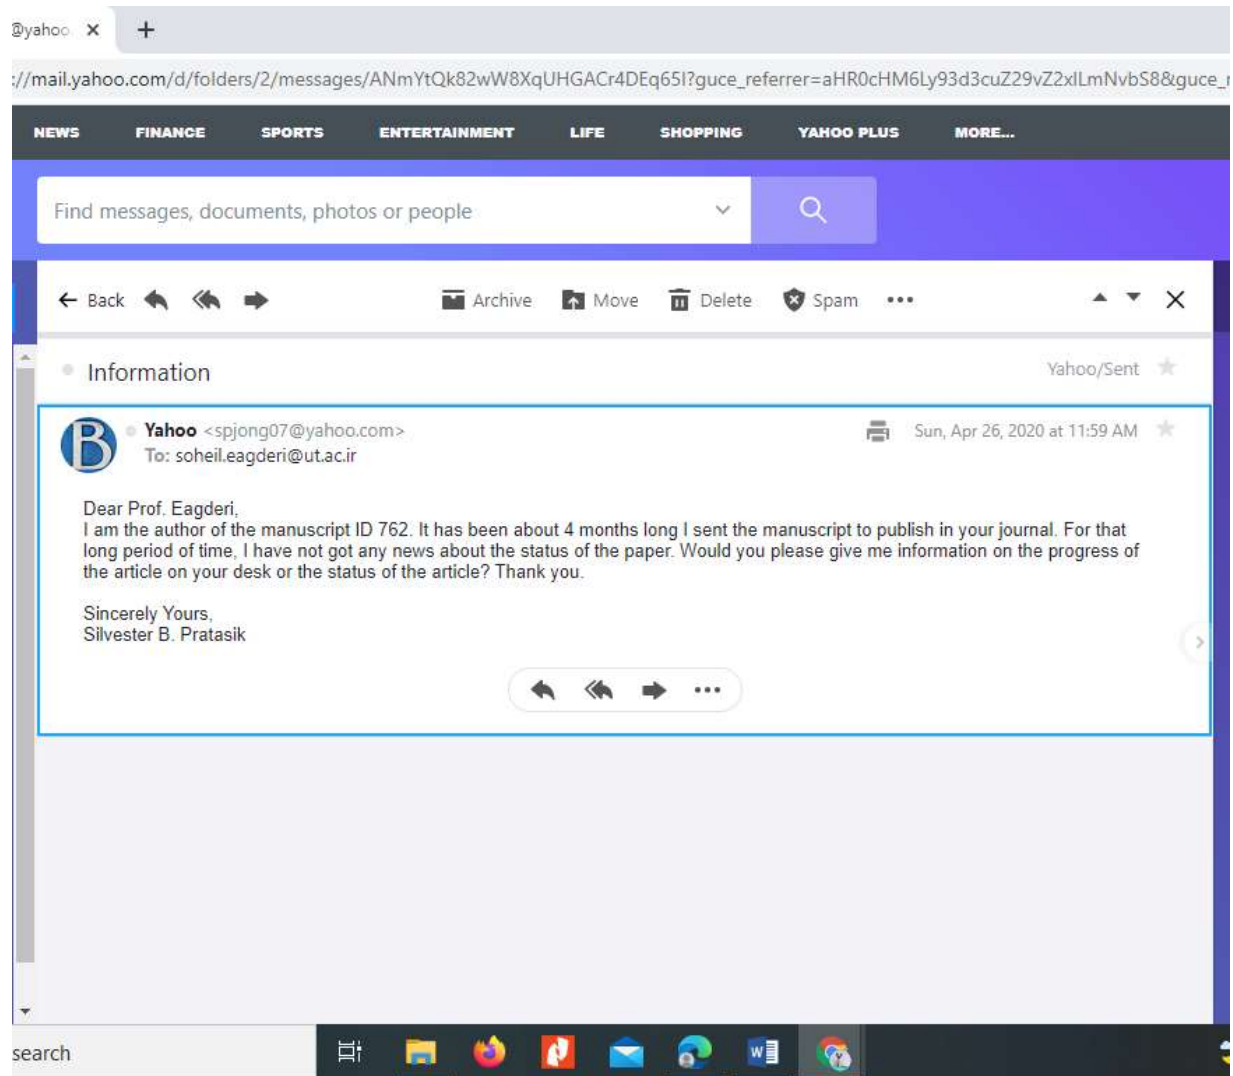 @yahoo
://mail.yahoo.com/d/folders/2/messages/ANmYtQk82wW8XqUHGACr4DEq65I?guce_referrer=aHR0cHM6Ly93d3cuZ29vZ2xlLmNvbS8&guce_r
NEWS FINANCE SPORTS ENTERTAINMENT LIFE SHOPPING YAHOO PLUS MORE...
Find messages, documents, photos or people
Back Archive Move Delete Spam
Information Yahoo/Sent
B Yahoo <spjong07@yahoo.com> Sun, Apr 26, 2020 at 11:59 AM
To: soheil.eagderi@ut.ac.ir
Dear Prof. Eagderi,
I am the author of the manuscript ID 762. It has been about 4 months long I sent the manuscript to publish in your journal. For that
long period of time, I have not got any news about the status of the paper. Would you please give me information on the progress of
the article on your desk or the status of the article? Thank you.
Sincerely Yours,
Silvester B. Pratasik
search